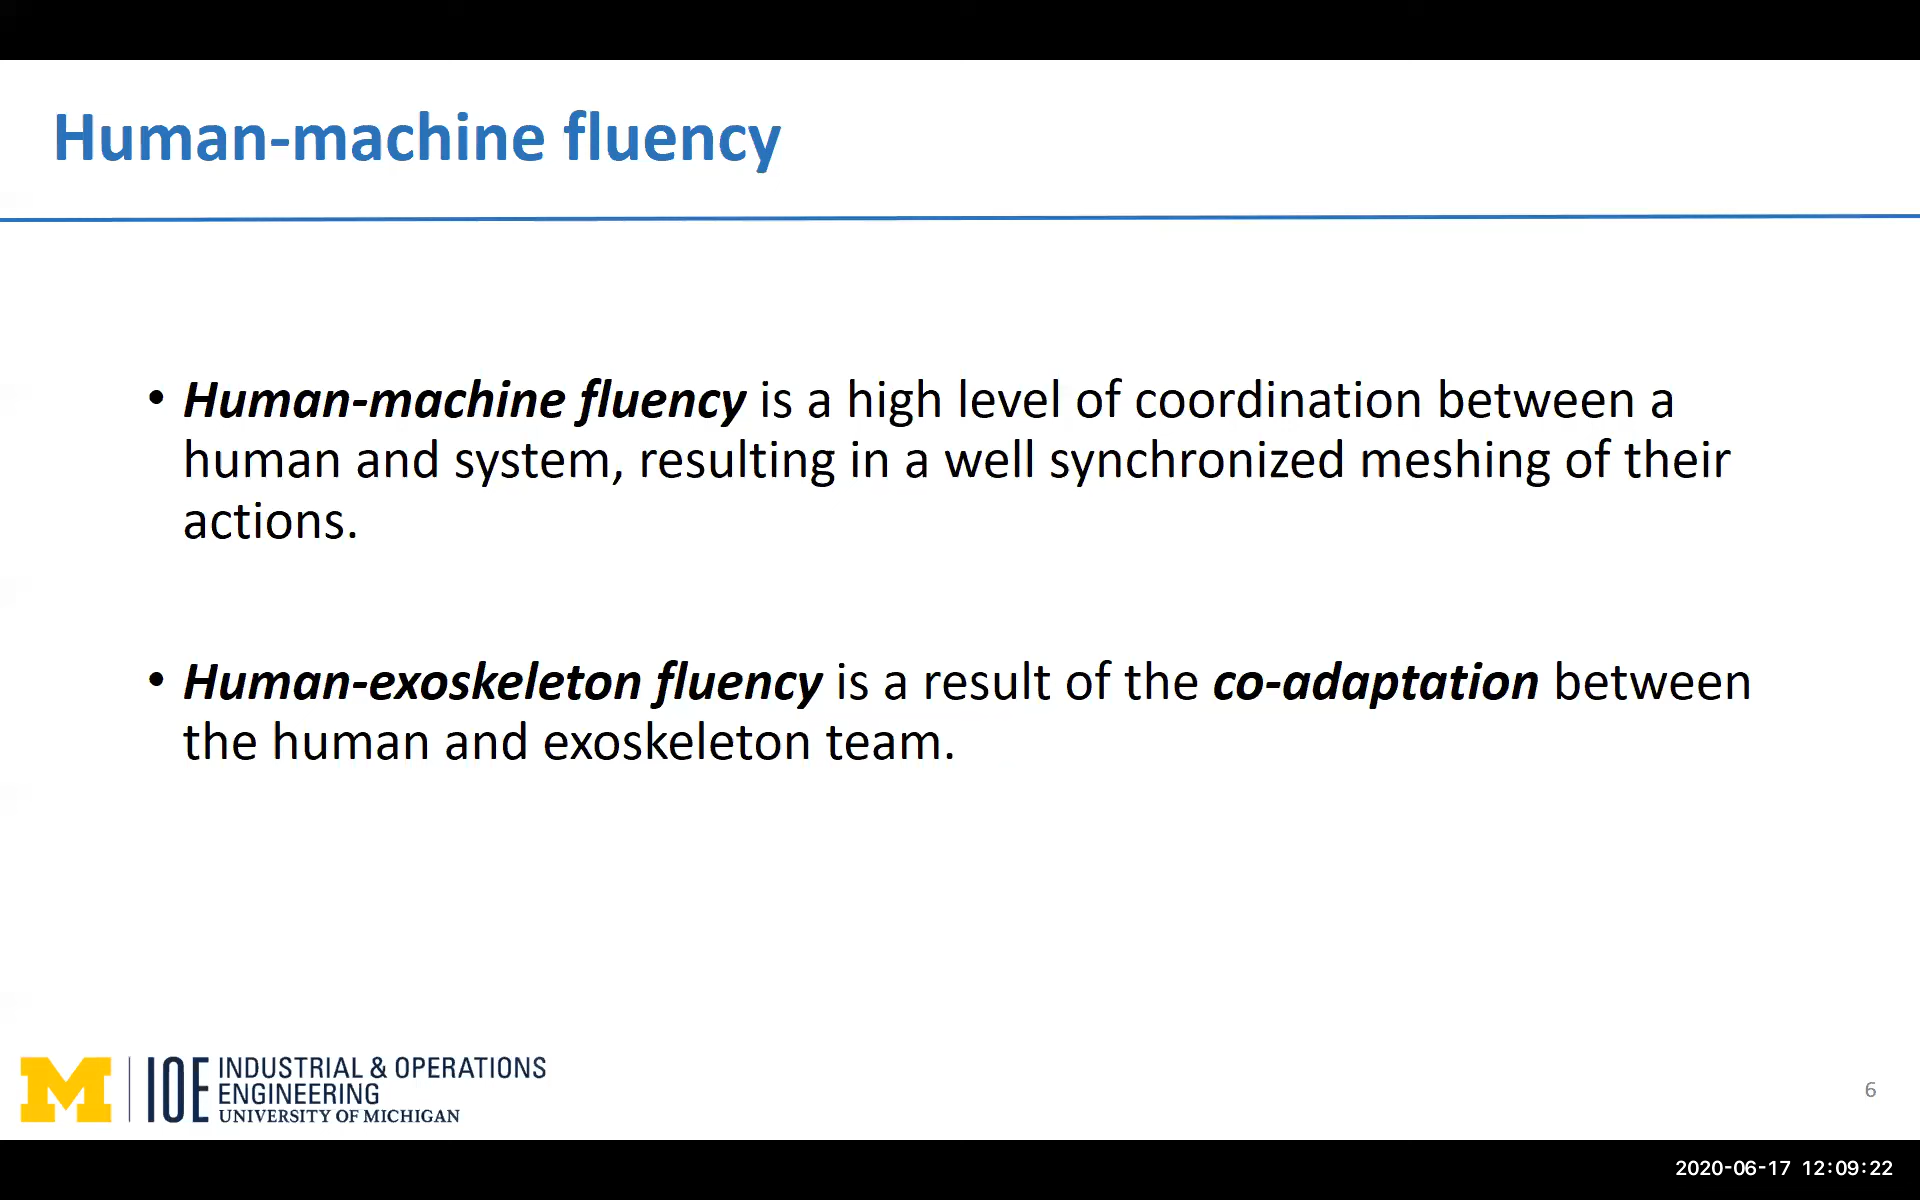 Human-machine fluency
• Human-machine fluency is a high level of coordination between a
human and system, resulting in a well synchronized meshing of their
actions.
• Human-exoskeleton fluency is a result of the co-adaptation between
the human and exoskeleton team.
M IOE INDUSTRIAL & OPERATIONS
ENGINEERING
UNIVERSITY OF MICHIGAN
6
2020-06-17 12:09:22